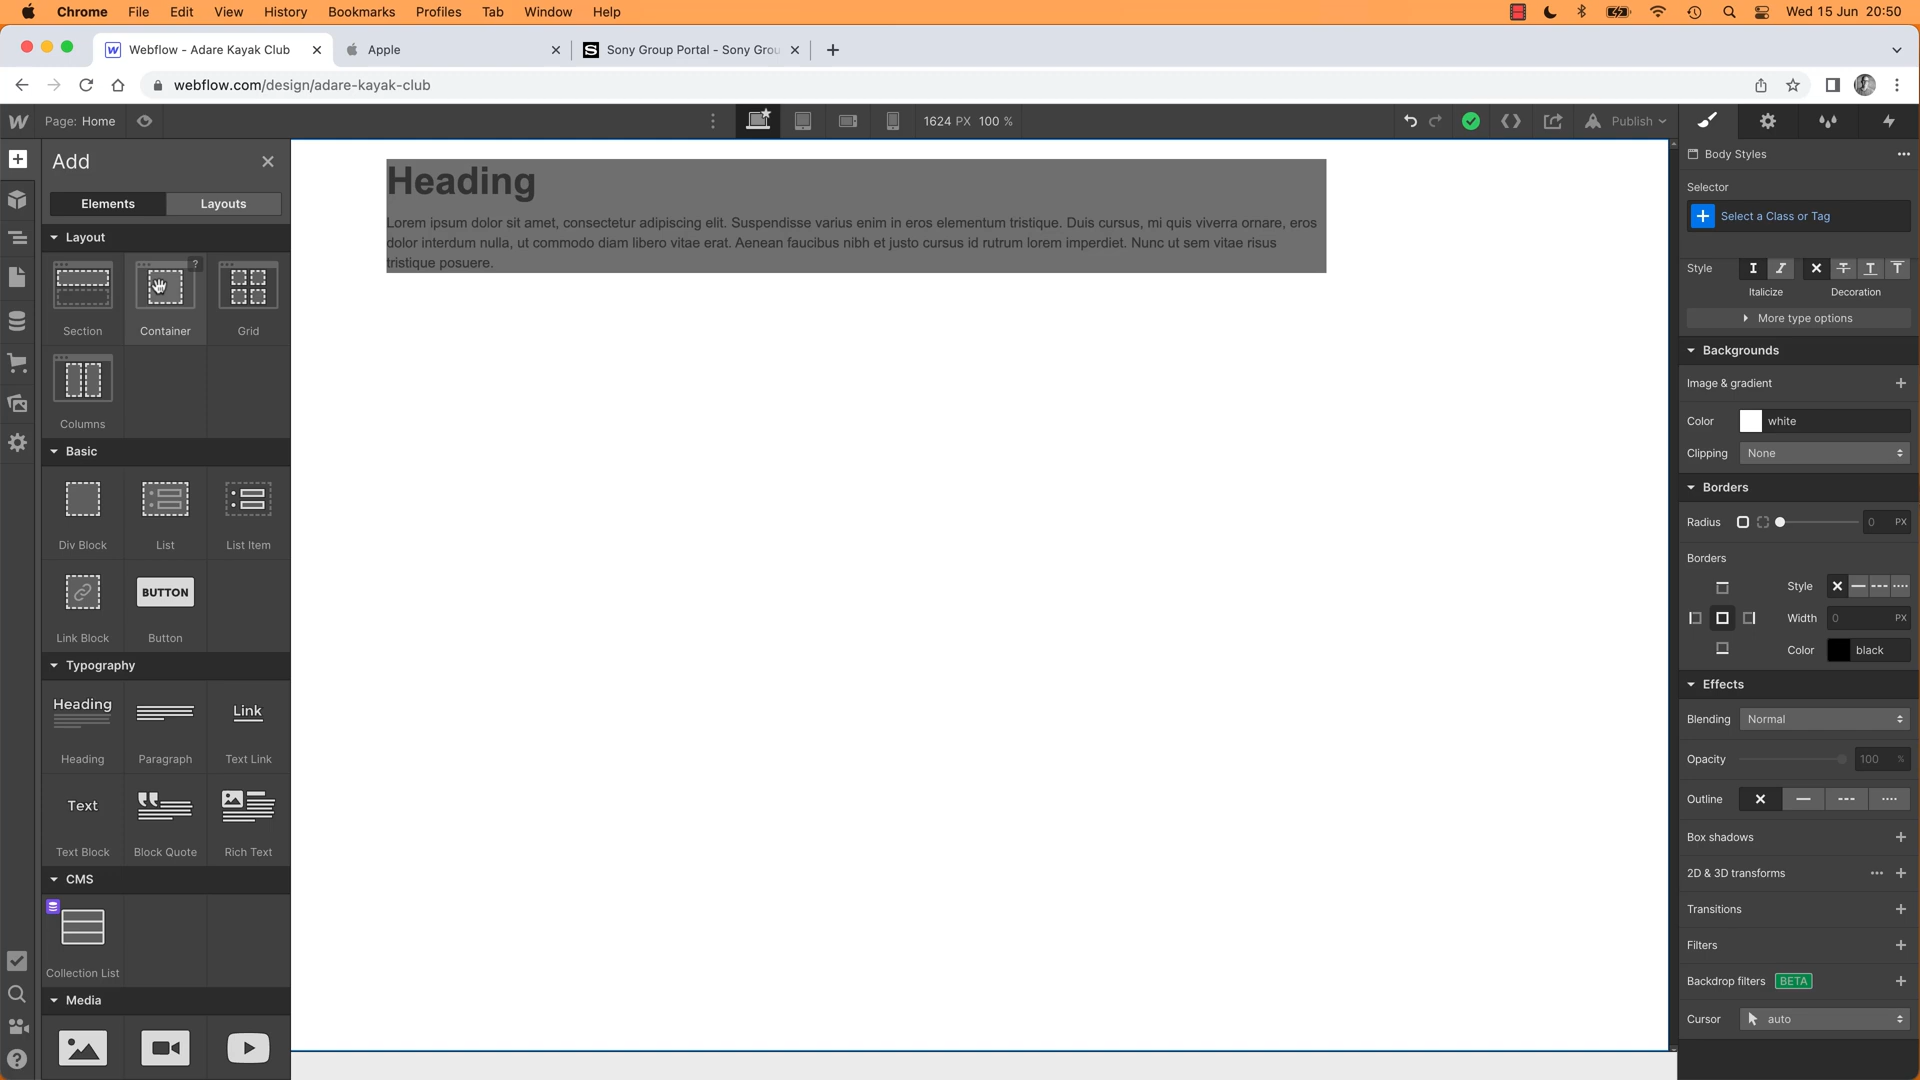 Chrome File Edit View History Bookmarks Profiles Tab Window Help Wed 15 Jun 20:50
Webflow - Adare Kayak Club Apple Sony Group Portal - Sony Grou
webflow.com/design/adare-kayak-club
Page: Home 1624 PX 100 % Publish
Add
Elements Layouts
Layout
?
Section Container Grid
Columns
Basic
Div Block List List Item
BUTTON
Link Block Button
Typography
Heading Link
Heading Paragraph Text Link
Text
Text Block Block Quote Rich Text
CMS
Collection List
Media
Heading
Lorem ipsum dolor sit amet, consectetur adipiscing elit. Suspendisse varius enim in eros elementum tristique. Duis cursus, mi quis viverra ornare, eros
dolor interdum nulla, ut commodo diam libero vitae erat. Aenean faucibus nibh et justo cursus id rutrum lorem imperdiet. Nunc ut sem vitae risus
tristique posuere.
Body Styles
Selector
Select a Class or Tag
Style
Italicize Decoration
More type options
Backgrounds
Image & gradient
Color white
Clipping None
Borders
Radius 0 PX
Borders
Style
Width 0 PX
Color black
Effects
Blending Normal
Opacity 100 %
Outline
Box shadows
2D & 3D transforms
Transitions
Filters
Backdrop filters BETA
Cursor auto